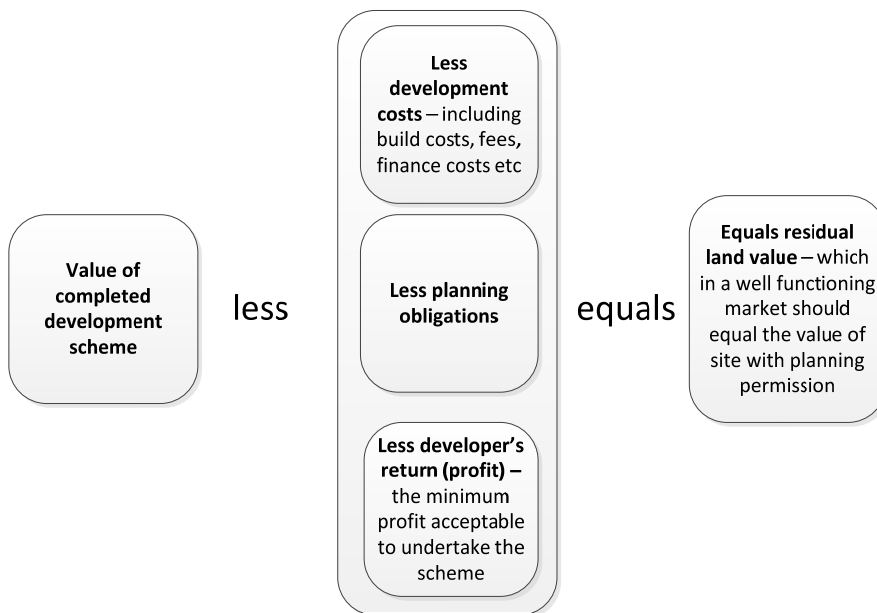 Value of
completed
development
scheme
less
Less
development
costs – including
build costs, fees,
finance costs etc
Less planning
obligations
Less developer’s
return (profit) –
the minimum
profit acceptable
to undertake the
scheme
equals
Equals residual
land value – which
in a well functioning
market should
equal the value of
site with planning
permission